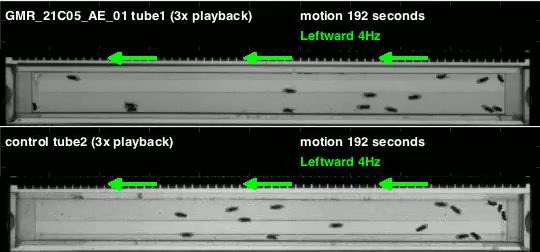 GMR_21C05_AE_01 tube1 (3x playback)
motion 192 seconds
Leftward 4Hz
control tube2 (3x playback)
motion 192 seconds
Leftward 4Hz